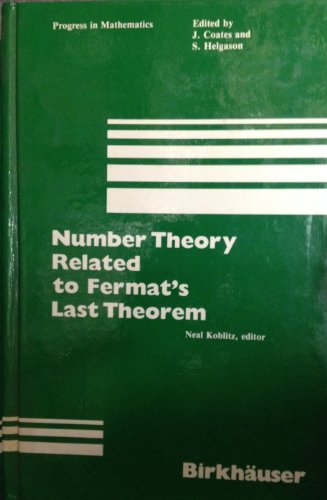 Progress in Mathematics
Edited by
J. Coates and
S. Helgason
Number Theory
Related
to Fermat's
Last Theorem
Neal Koblitz, editor
Birkhäuser